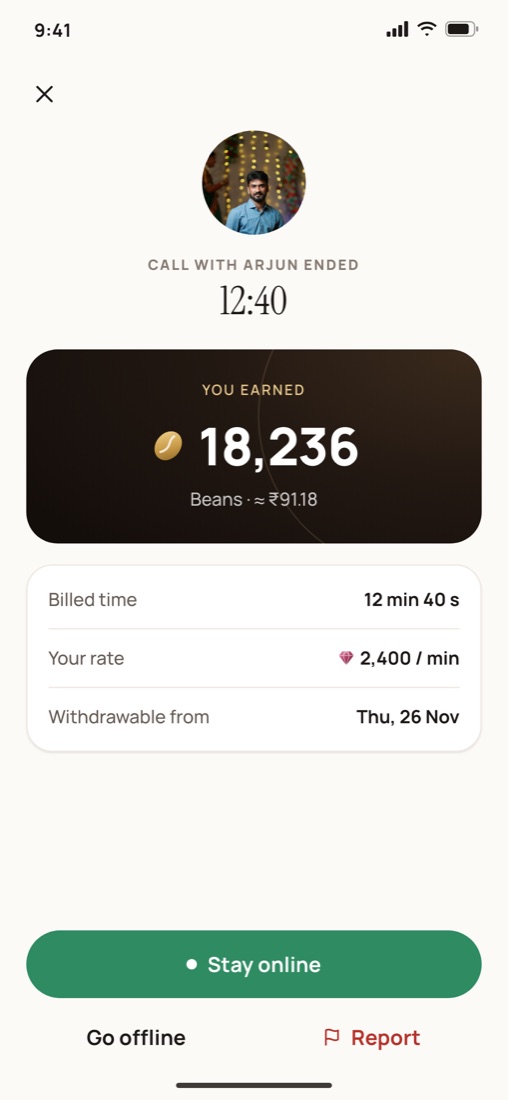 9:41
CALL WITH ARJUN ENDED
12:40
YOU EARNED
18,236
Beans · ≈ ₹91.18
Billed time 12 min 40 s
Your rate 2,400 / min
Withdrawable from Thu, 26 Nov
Stay online
Go offline Report